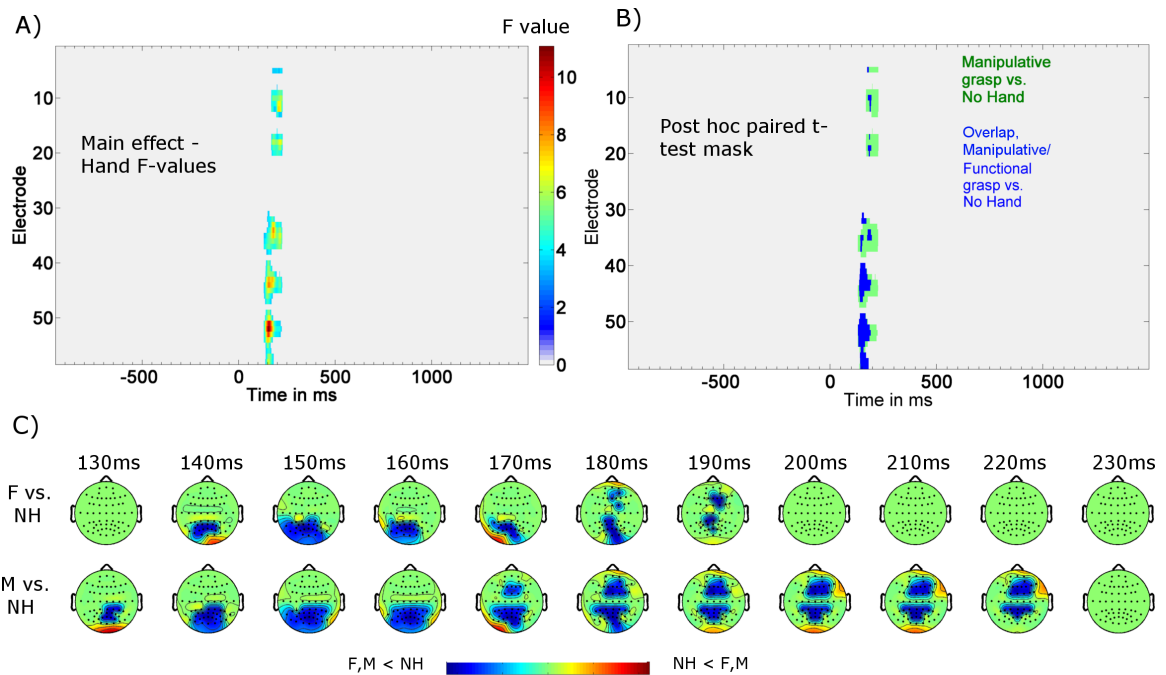 A)
F value
10
8
6
4
2
0
Main effect -
Hand F-values
Electrode
10
20
30
40
50
-500
0
500
1000
Time in ms
B)
Manipulative
grasp vs.
No Hand
Overlap,
Manipulative/
Functional
grasp vs.
No Hand
Post hoc paired t-
test mask
Electrode
10
20
30
40
50
-500
0
500
1000
Time in ms
C)
130ms 140ms 150ms 160ms 170ms 180ms 190ms 200ms 210ms 220ms 230ms
F vs.
NH
M vs.
NH
F,M < NH
NH < F,M